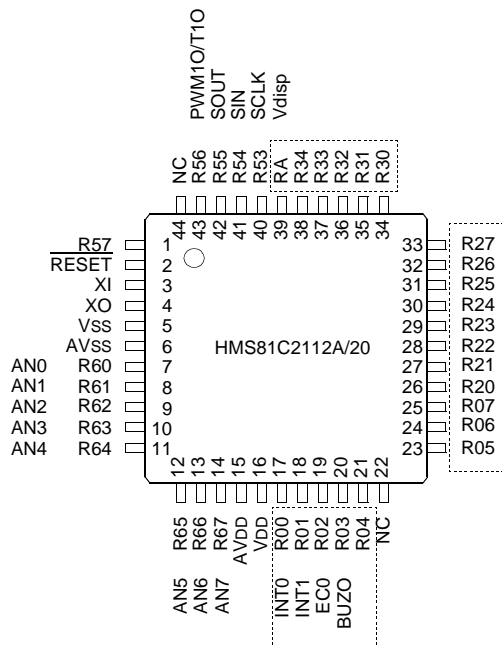 PWM1O/T1O
SOUT
SIN
SCLK
Vdisp
NC
R56
R55
R54
R53
RA
R34
R33
R32
R31
R30
44
43
42
41
40
39
38
37
36
35
34
R57 1
RESET 2
XI 3
XO 4
VSS 5
AVSS 6
AN0 R60 7
AN1 R61 8
AN2 R62 9
AN3 R63 10
AN4 R64 11
HMS81C2112A/20
33 R27
32 R26
31 R25
30 R24
29 R23
28 R22
27 R21
26 R20
25 R07
24 R06
23 R05
12
13
14
15
16
17
18
19
20
21
22
R65
R66
R67
AVDD
VDD
R00
R01
R02
R03
R04
NC
AN5
AN6
AN7
INT0
INT1
EC0
BUZO